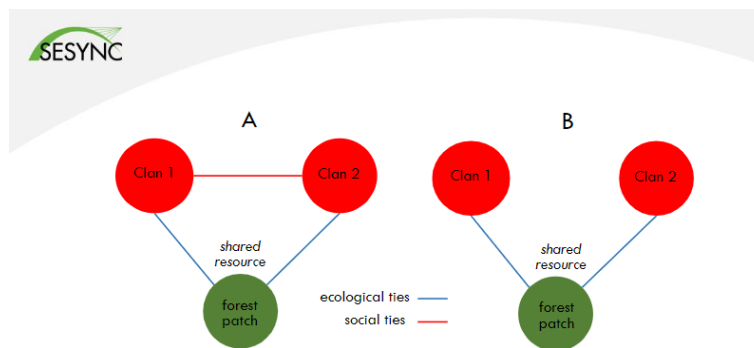 SESYNC
A
B
Clan 1
Clan 2
Clan 1
Clan 2
shared
resource
shared
resource
forest
patch
forest
patch
ecological ties
social ties